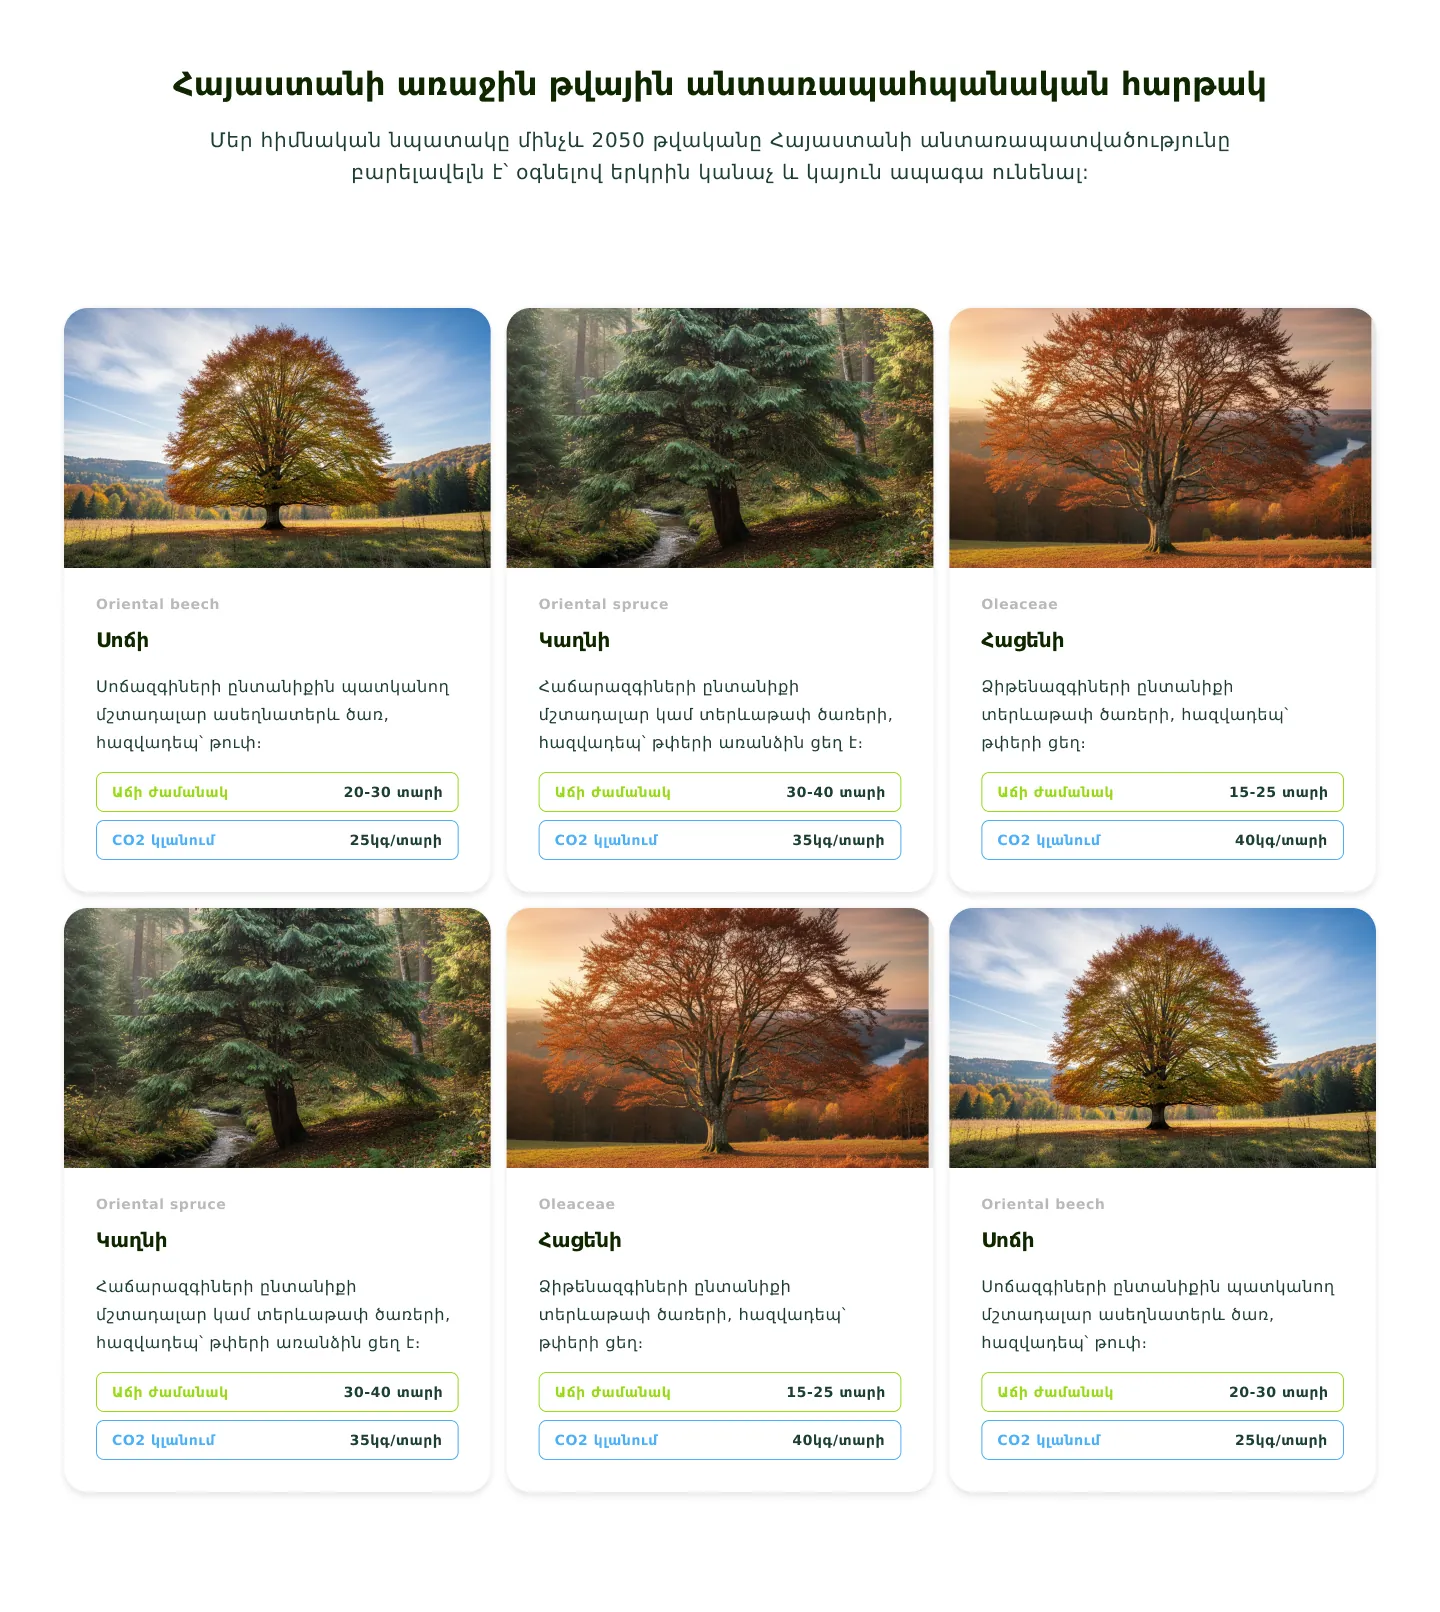 Հայաստանի առաջին թվային անտառապահպանական հարթակ
Մեր հիմնական նպատակը մինչև 2050 թվականը Հայաստանի անտառապատվածությունը
բարելավելն է՝ օգնելով երկրին կանաչ և կայուն ապագա ունենալ:
Oriental beech
Սոճի
Սոճազգիների ընտանիքին պատկանող
մշտադալար ասեղնատերև ծառ,
հազվադեպ՝ թուփ։
Աճի ժամանակ 20-30 տարի
CO2 կլանում 25կգ/տարի
Oriental spruce
Կաղնի
Հաճարազգիների ընտանիքի
մշտադալար կամ տերևաթափ ծառերի,
հազվադեպ՝ թփերի առանձին ցեղ է։
Աճի ժամանակ 30-40 տարի
CO2 կլանում 35կգ/տարի
Oleaceae
Հացենի
Ձիթենազգիների ընտանիքի
տերևաթափ ծառերի, հազվադեպ՝
թփերի ցեղ։
Աճի ժամանակ 15-25 տարի
CO2 կլանում 40կգ/տարի
Oriental spruce
Կաղնի
Հաճարազգիների ընտանիքի
մշտադալար կամ տերևաթափ ծառերի,
հազվադեպ՝ թփերի առանձին ցեղ է։
Աճի ժամանակ 30-40 տարի
CO2 կլանում 35կգ/տարի
Oleaceae
Հացենի
Ձիթենազգիների ընտանիքի
տերևաթափ ծառերի, հազվադեպ՝
թփերի ցեղ։
Աճի ժամանակ 15-25 տարի
CO2 կլանում 40կգ/տարի
Oriental beech
Սոճի
Սոճազգիների ընտանիքին պատկանող
մշտադալար ասեղնատերև ծառ,
հազվադեպ՝ թուփ։
Աճի ժամանակ 20-30 տարի
CO2 կլանում 25կգ/տարի